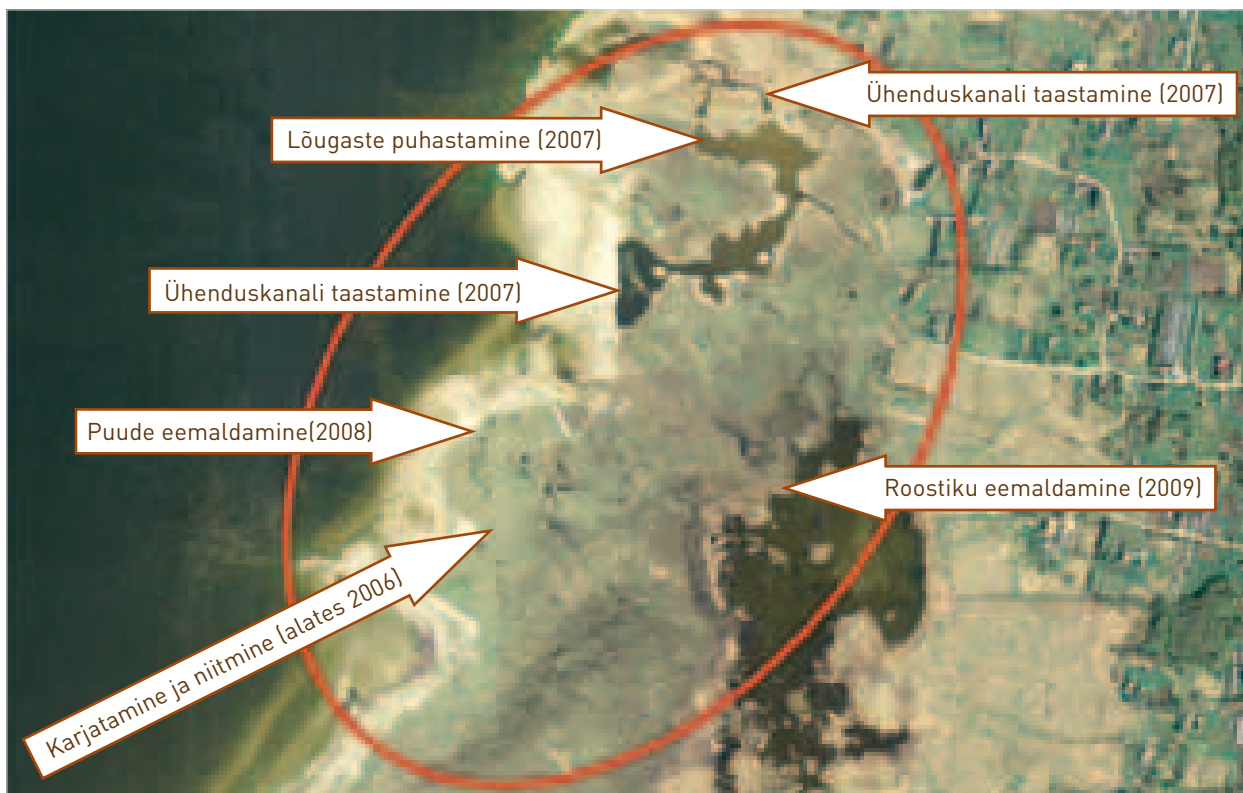 Ühenduskanali taastamine (2007)
Lõugaste puhastamine (2007)
Ühenduskanali taastamine (2007)
Puude eemaldamine(2008)
Roostiku eemaldamine (2009)
Karjatamine ja niitmine (alates 2006)